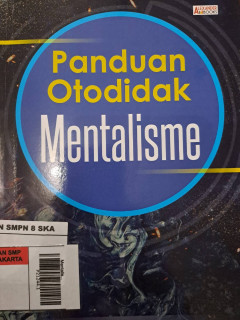 Panduan
Otodidak
Mentalisme
N SMPN 8 SKA
AN SMP
AKARTA